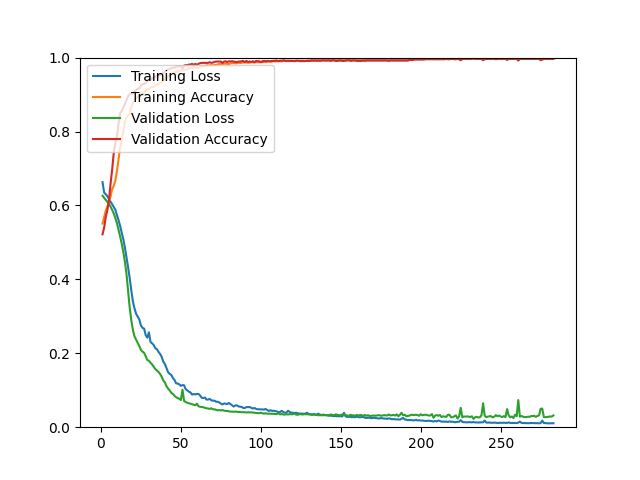 1.0
0.8
0.6
0.4
0.2
0.0
Training Loss
Training Accuracy
Validation Loss
Validation Accuracy
0 50 100 150 200 250